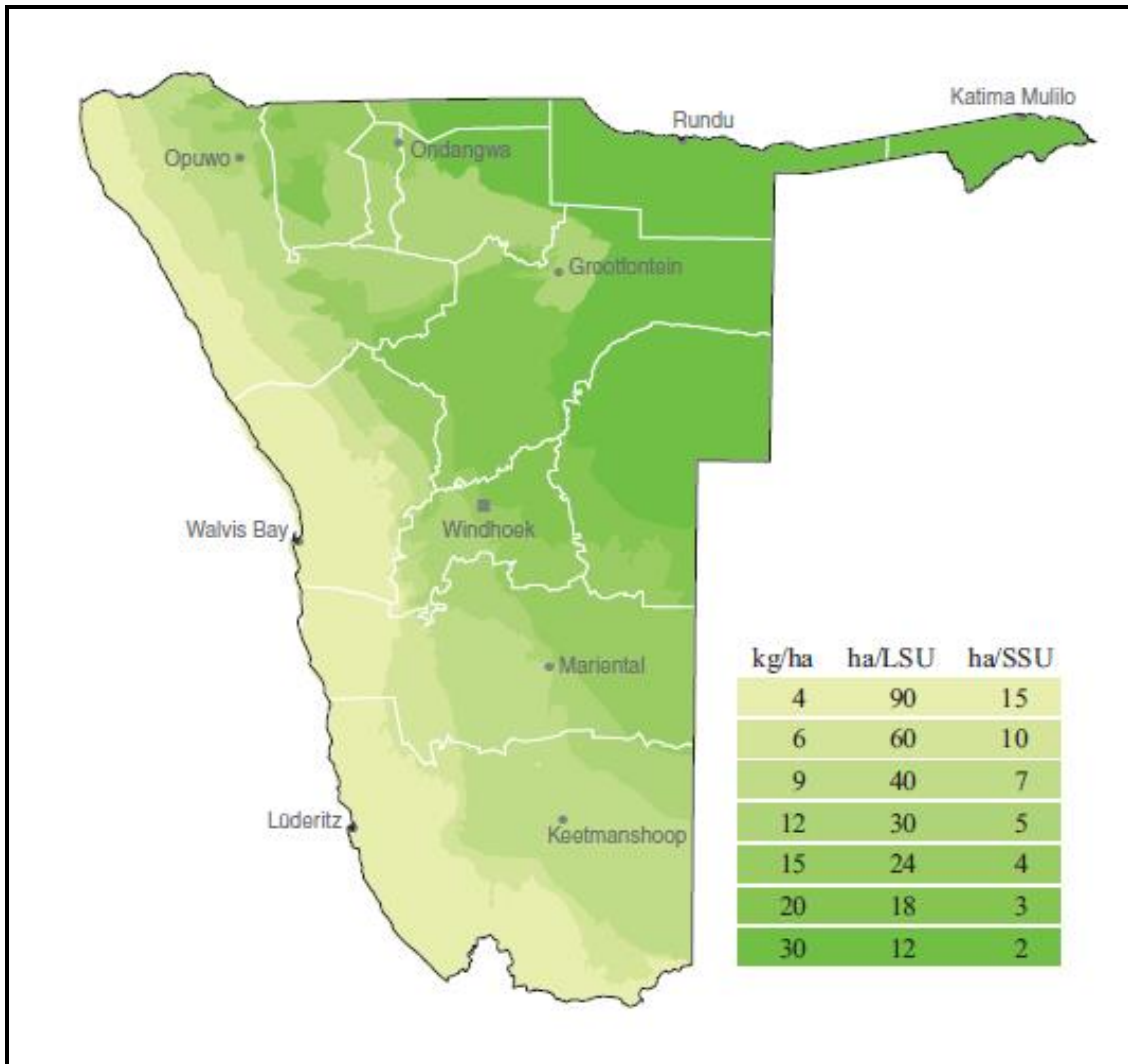 Katima Mulilo
Rundu
Opuwo
Ondangwa
Grootfontein
Walvis Bay
Windhoek
Mariental
Lüderitz
Keetmanshoop
kg/ha ha/LSU ha/SSU
4 90 15
6 60 10
9 40 7
12 30 5
15 24 4
20 18 3
30 12 2